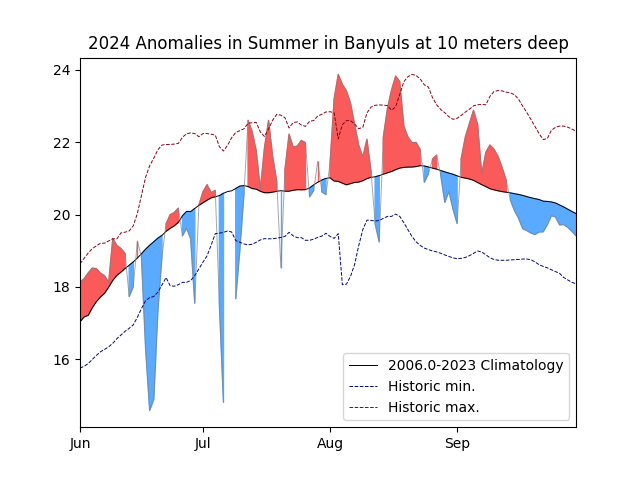 2024 Anomalies in Summer in Banyuls at 10 meters deep
24
22
20
18
16
Jun Jul Aug Sep
2006.0-2023 Climatology
Historic min.
Historic max.